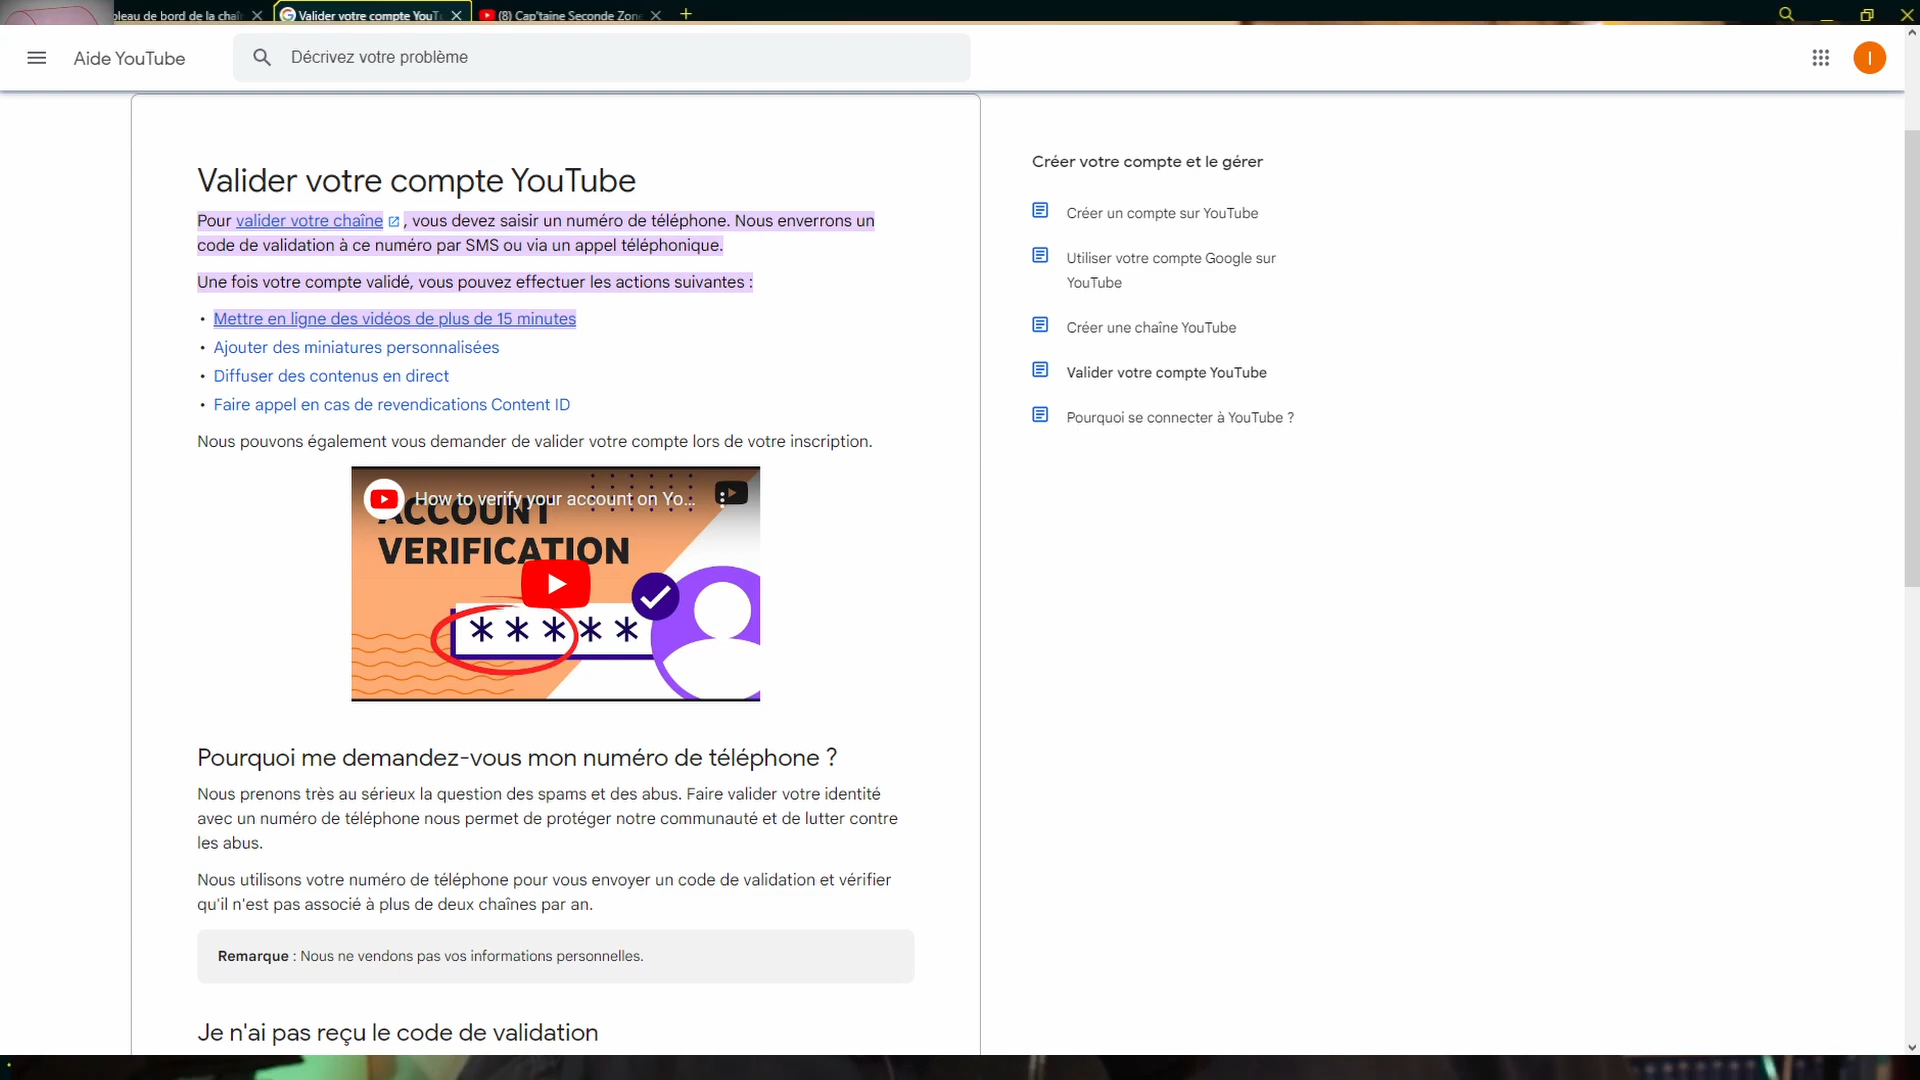 bleau de bord de la chaî
Valider votre compte YouT
(8) Cap'taine Seconde Zon
Aide YouTube
Décrivez votre problème
I
Valider votre compte YouTube
Pour valider votre chaîne , vous devez saisir un numéro de téléphone. Nous enverrons un
code de validation à ce numéro par SMS ou via un appel téléphonique.
Une fois votre compte validé, vous pouvez effectuer les actions suivantes :
• Mettre en ligne des vidéos de plus de 15 minutes
• Ajouter des miniatures personnalisées
• Diffuser des contenus en direct
• Faire appel en cas de revendications Content ID
Nous pouvons également vous demander de valider votre compte lors de votre inscription.
How to verify your account on Yo...
ACCOUNT
VERIFICATION
* * * * *
Pourquoi me demandez-vous mon numéro de téléphone ?
Nous prenons très au sérieux la question des spams et des abus. Faire valider votre identité
avec un numéro de téléphone nous permet de protéger notre communauté et de lutter contre
les abus.
Nous utilisons votre numéro de téléphone pour vous envoyer un code de validation et vérifier
qu'il n'est pas associé à plus de deux chaînes par an.
Remarque : Nous ne vendons pas vos informations personnelles.
Je n'ai pas reçu le code de validation
Créer votre compte et le gérer
Créer un compte sur YouTube
Utiliser votre compte Google sur
YouTube
Créer une chaîne YouTube
Valider votre compte YouTube
Pourquoi se connecter à YouTube ?